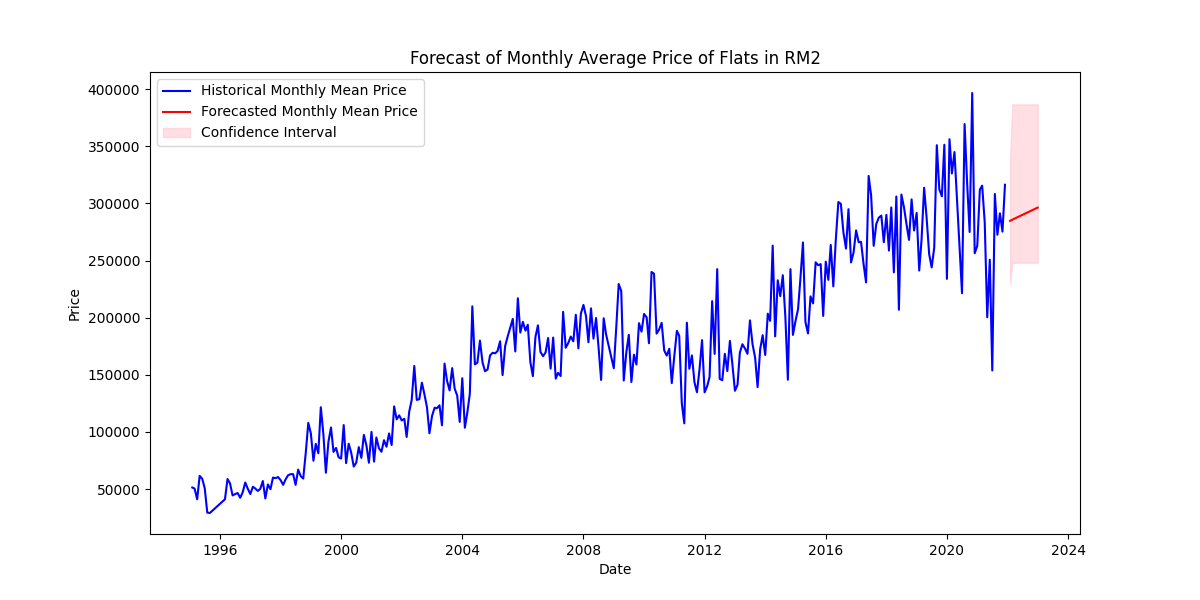 Forecast of Monthly Average Price of Flats in RM2
Historical Monthly Mean Price
Forecasted Monthly Mean Price
Confidence Interval
400000
350000
300000
250000
200000
150000
100000
50000
Price
1996 2000 2004 2008 2012 2016 2020 2024
Date